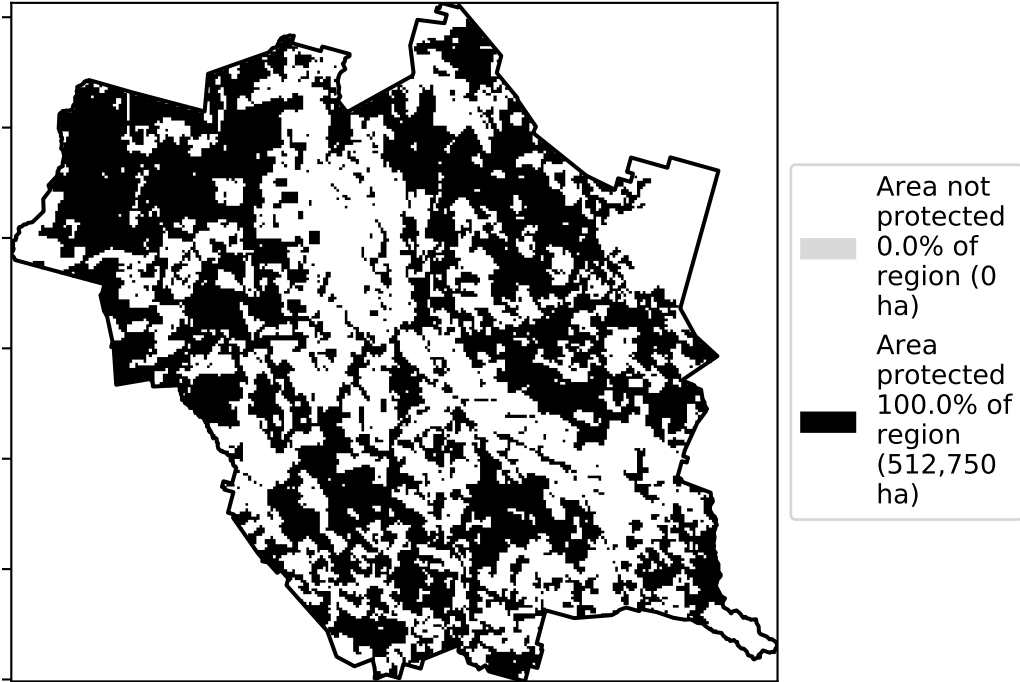 Area not
protected
0.0% of
region (0
ha)
Area
protected
100.0% of
region
(512,750
ha)